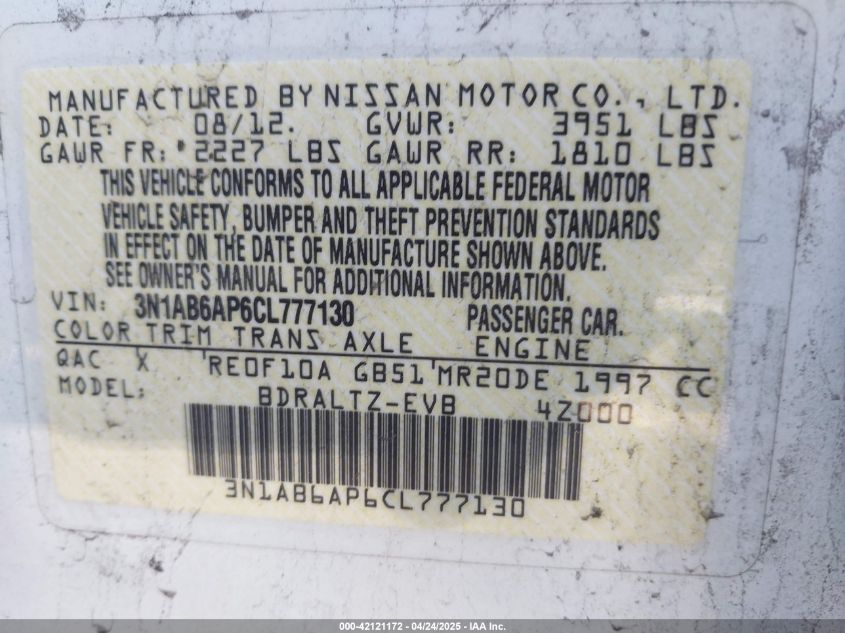 MANUFACTURED BY NISSAN MOTOR CO., LTD.
DATE: 08/12. GVWR: 3951 LBS
GAWR FR: 2227 LBS GAWR RR: 1810 LBS
THIS VEHICLE CONFORMS TO ALL APPLICABLE FEDERAL MOTOR
VEHICLE SAFETY, BUMPER AND THEFT PREVENTION STANDARDS
IN EFFECT ON THE DATE OF MANUFACTURE SHOWN ABOVE.
SEE OWNER'S MANUAL FOR ADDITIONAL INFORMATION.
VIN: 3N1AB6AP6CL777130 PASSENGER CAR.
COLOR TRIM TRANS AXLE ENGINE
QAC X RE0F10A GB51 MR20DE 1997 CC
MODEL: BDRALTZ-EVB 4Z000
3N1AB6AP6CL777130
000-42121172 - 04/24/2025 - IAA Inc.